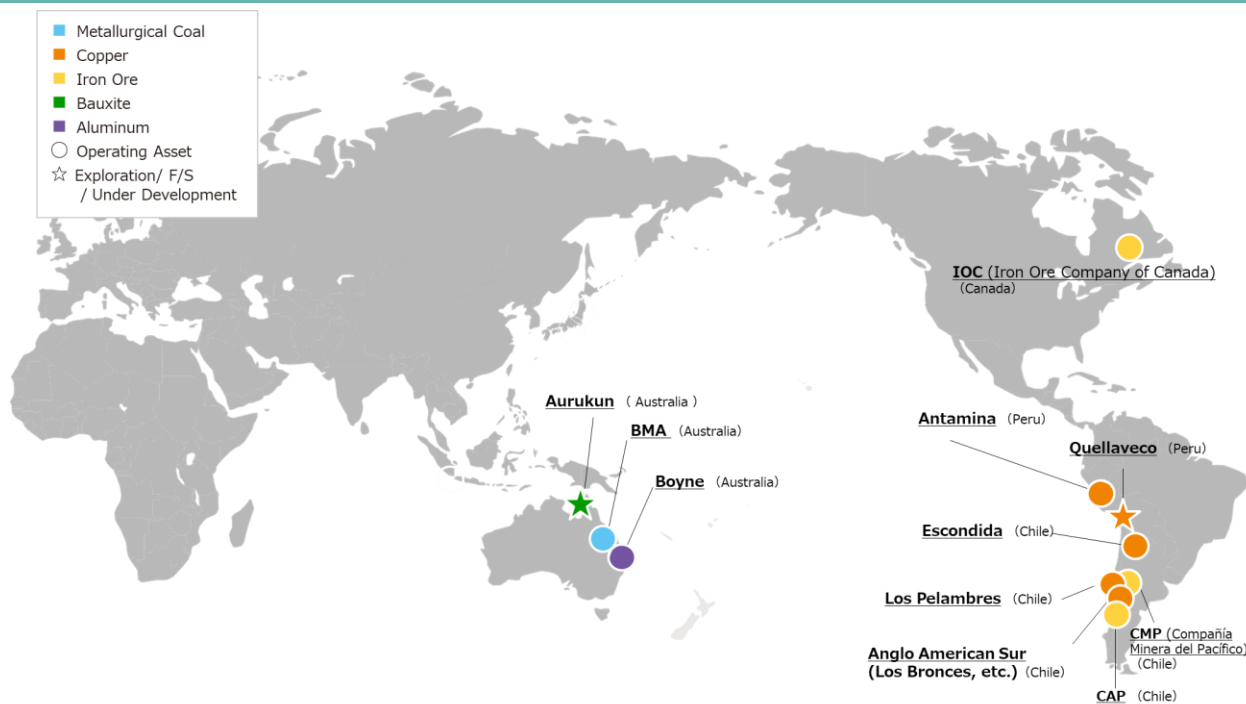 Metallurgical Coal
Copper
Iron Ore
Bauxite
Aluminum
Operating Asset
Exploration/ F/S
/ Under Development
IOC (Iron Ore Company of Canada)
(Canada)
Aurukun ( Australia )
BMA (Australia)
Boyne (Australia)
Antamina (Peru)
Quellaveco (Peru)
Escondida (Chile)
Los Pelambres (Chile)
CMP (Compañía
Minera del Pacífico)
(Chile)
Anglo American Sur
(Los Bronces, etc.) (Chile)
CAP (Chile)